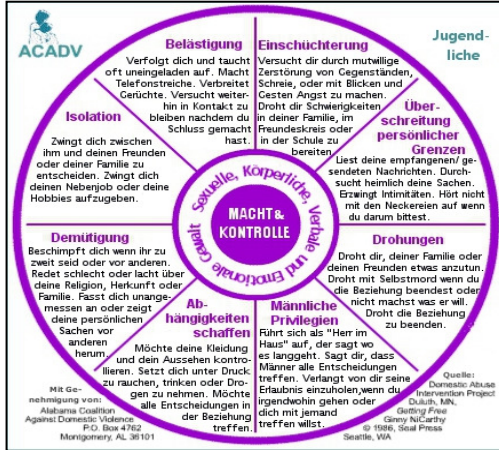 ACADV
Jugend-
liche
Belästigung
Verfolgt dich und taucht
oft uneingeladen auf. Macht
Telefonstreiche. Verbreitet
Gerüchte. Versucht weiter-
hin in Kontakt zu
bleiben nachdem du
Schluss gemacht
hast.
Einschüchterung
Versucht dir durch mutwillige
Zerstörung von Gegenständen,
Schreie, oder mit Blicken und
Gesten Angst zu machen.
Droht dir Schwierigkeiten
in deiner Familie, im
Freundeskreis oder
in der Schule zu
bereiten.
Isolation
Zwingt dich zwischen
ihm und deinen Freunden
oder deiner Familie zu
entscheiden. Zwingt dich
deinen Nebenjob oder deine
Hobbies aufzugeben.
Über-
schreitung
persönlicher
Grenzen
Liest deine empfangenen/ ge-
sendeten Nachrichten. Durch-
sucht heimlich deine Sachen.
Erzwingt Intimitäten. Hört nicht
mit den Neckereien auf wenn
du darum bittest.
Sexuelle, Körperliche, Verbale und Emotionale Gewalt
MACHT&
KONTROLLE
Demütigung
Beschimpft dich wenn ihr zu
zweit seid oder vor anderen.
Redet schlecht oder lacht über
deine Religion, Herkunft oder
Familie. Fasst dich unange-
messen an oder zeigt
deine persönlichen
Sachen vor
anderen
herum.
Drohungen
Droht dir, deiner Familie oder
deinen Freunden etwas anzutun.
Droht mit Selbstmord wenn du
die Beziehung beendest oder
nicht machst was er will.
Droht die Beziehung
zu beenden.
Ab-
hängigkeiten
schaffen
Möchte deine Kleidung
und dein Aussehen kontrol-
lieren. Setzt dich unter Druck
zu rauchen, trinken oder Dro-
gen zu nehmen. Möchte
alle Entscheidungen in
der Beziehung
treffen.
Männliche
Privilegien
Führt sich als "Herr im
Haus" auf, der sagt wo
es langgeht. Sagt dir, dass
Männer alle Entscheidungen
treffen. Verlangt von dir seine
Erlaubnis einzuholen,wenn du
irgendwohin gehen oder
dich mit jemand
treffen willst.
Mit Ge-
nehmigung von:
Alabama Coalition
Against Domestic Violence
P.O. Box 4762
Montgomery, AL 36101
Quelle:
Domestic Abuse
Intervention Project
Duluth, MN,
Getting Free
Ginny NiCarthy
© 1986, Seal Press
Seattle, WA